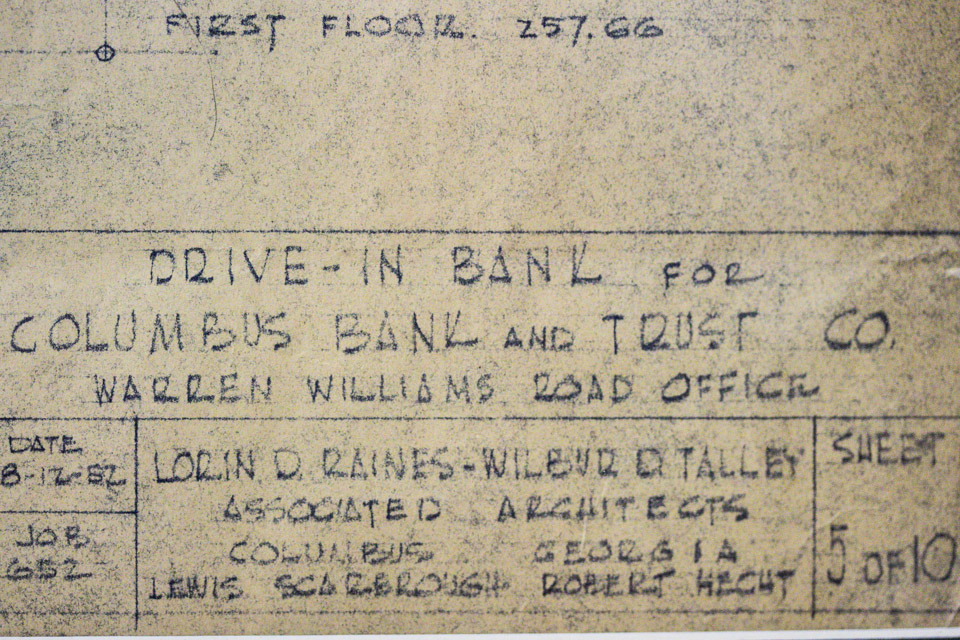 FIRST FLOOR. 257.66
DRIVE-IN BANK FOR
COLUMBUS BANK AND TRUST CO.
WARREN WILLIAMS ROAD OFFICE
DATE
8-12-52
JOB
652
LORIN D. RAINES-WILBUR D. TALLEY
ASSOCIATED ARCHITECTS
COLUMBUS GEORGIA
LEWIS SCARBROUGH ROBERT HECHT
SHEET
5 OF 10